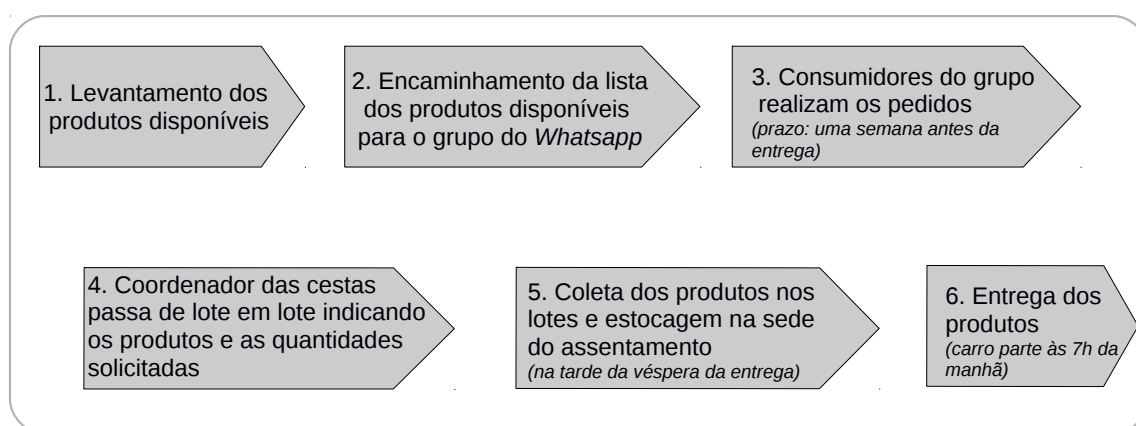 1. Levantamento dos
produtos disponíveis
2. Encaminhamento da lista
dos produtos disponíveis
para o grupo do Whatsapp
3. Consumidores do grupo
realizam os pedidos
(prazo: uma semana antes da
entrega)
4. Coordenador das cestas
passa de lote em lote indicando
os produtos e as quantidades
solicitadas
5. Coleta dos produtos nos
lotes e estocagem na sede
do assentamento
(na tarde da véspera da entrega)
6. Entrega dos
produtos
(carro parte às 7h da
manhã)